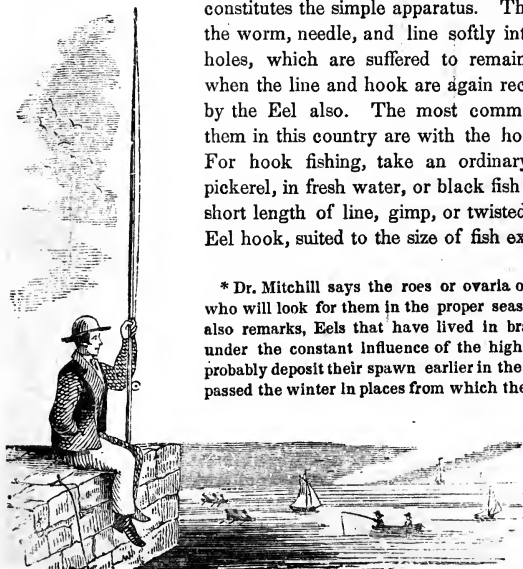 constitutes the simple apparatus. Th
the worm, needle, and line softly int
holes, which are suffered to remain
when the line and hook are again rec
by the Eel also. The most comm
them in this country are with the ho
For hook fishing, take an ordinary
pickerel, in fresh water, or black fish
short length of line, gimp, or twisted
Eel hook, suited to the size of fish ex
* Dr. Mitchill says the roes or ovaria o
who will look for them in the proper seas
also remarks, Eels that have lived in bra
under the constant influence of the high
probably deposit their spawn earlier in the
passed the winter in places from which the